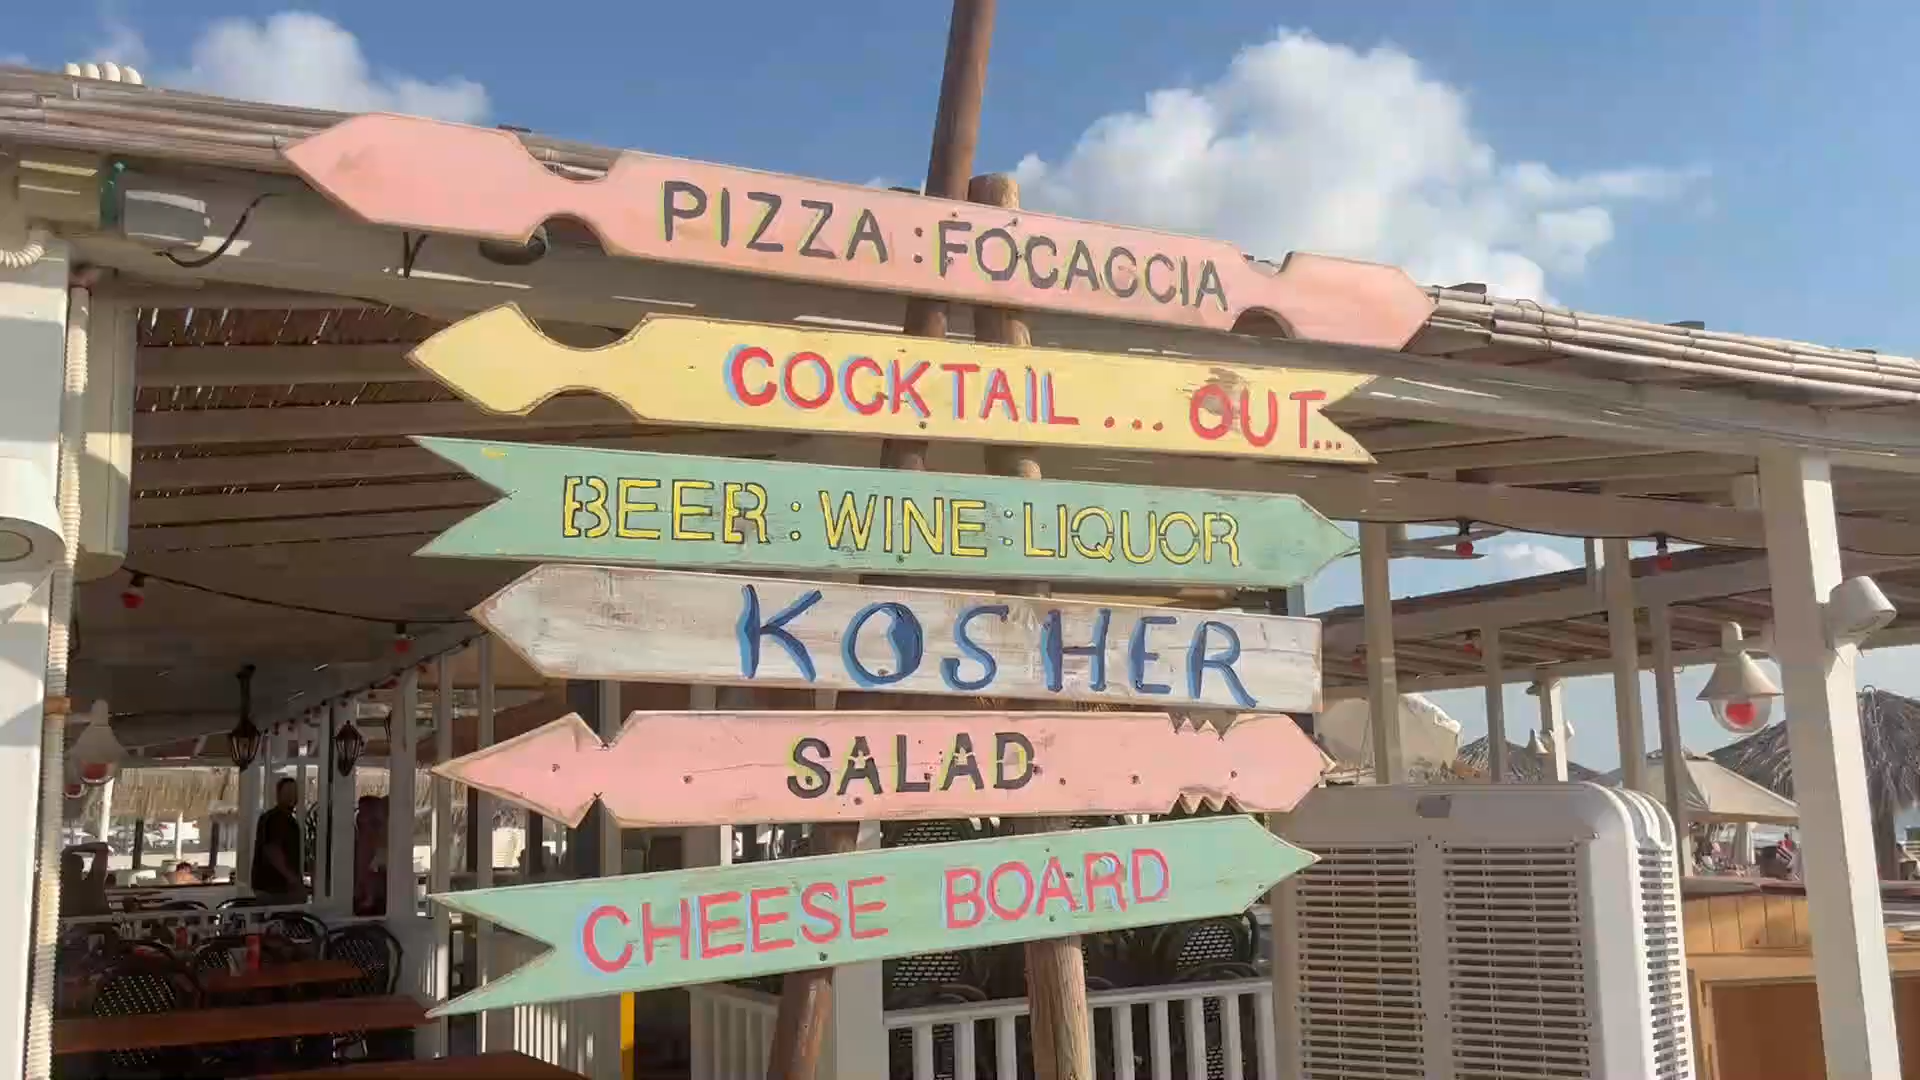 PIZZA : FOCACCIA
COCKTAIL ... OUT...
BEER : WINE : LIQUOR
KOSHER
SALAD
CHEESE BOARD